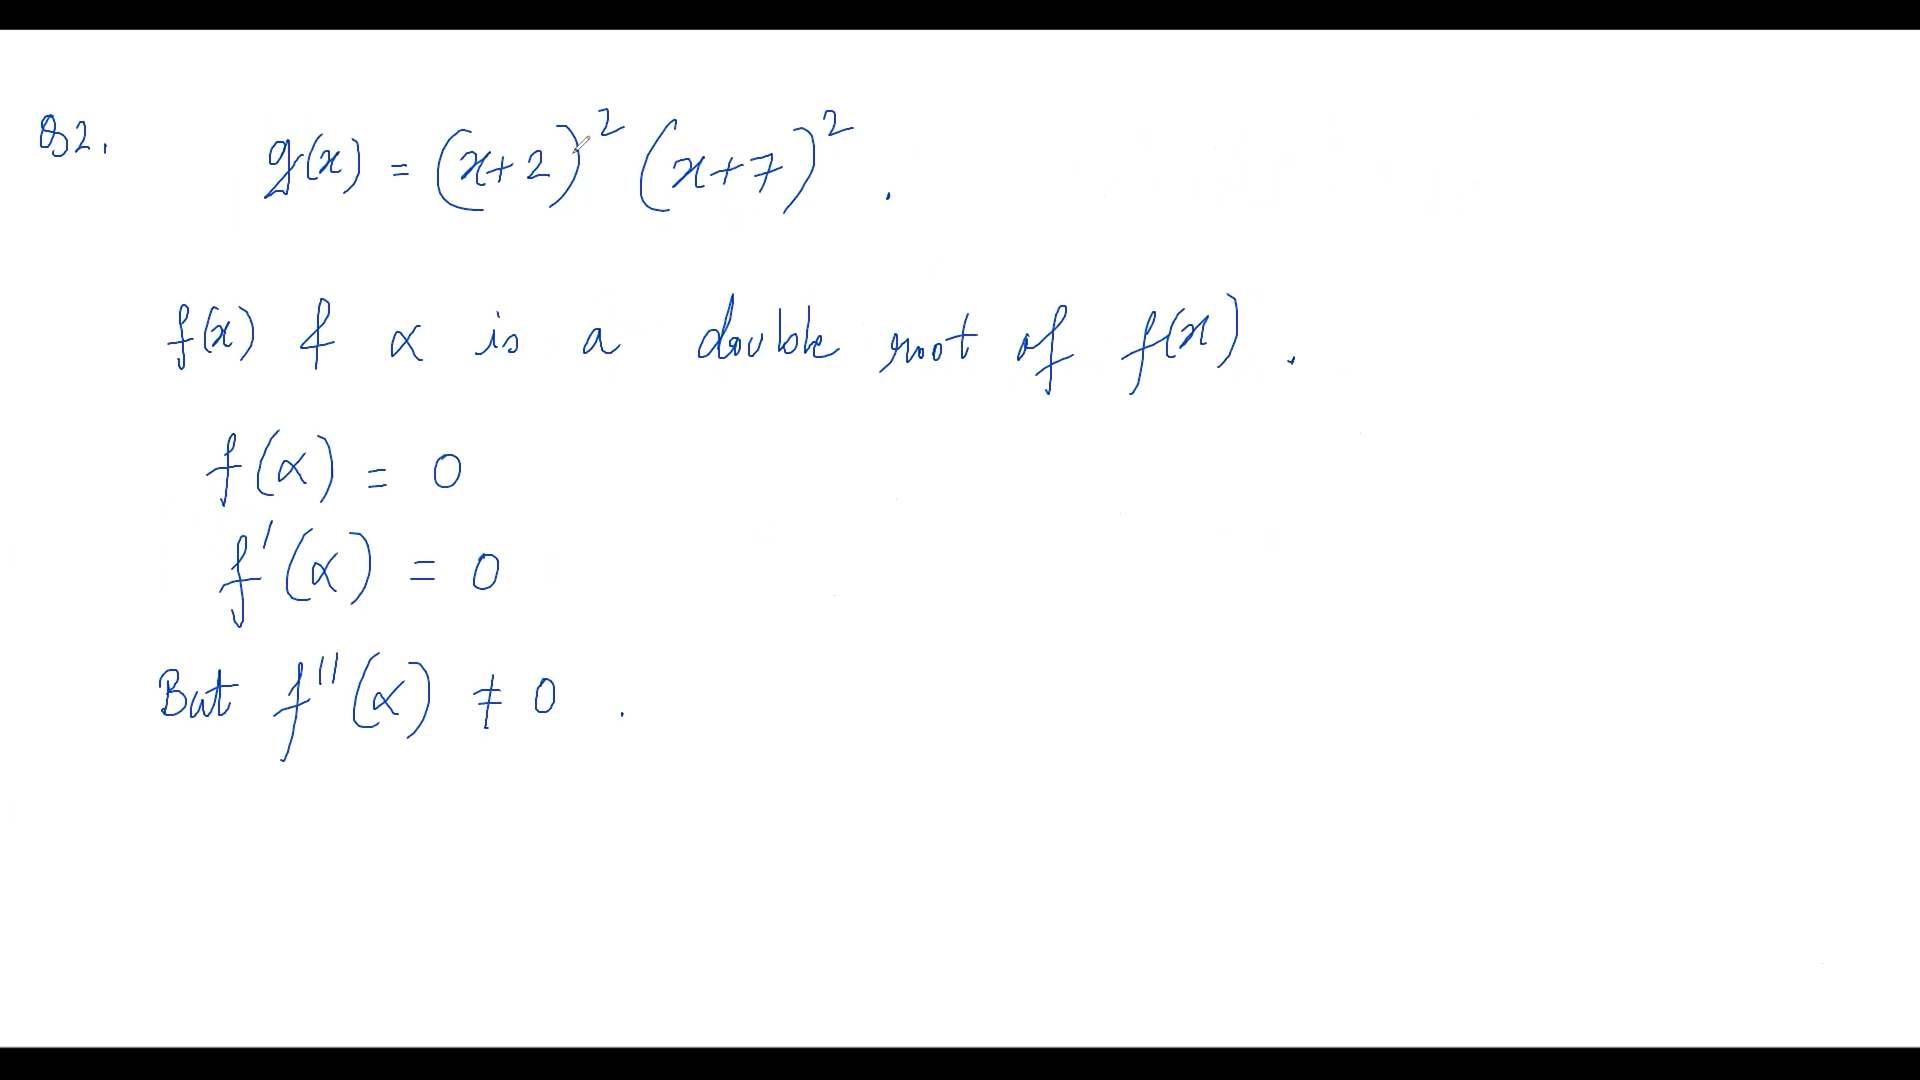 Q2. g(x) = (x+2)² (x+7)² .
f(x) & α is a double root of f(x) .
f(α) = 0
f'(α) = 0
But f''(α) ≠ 0 .